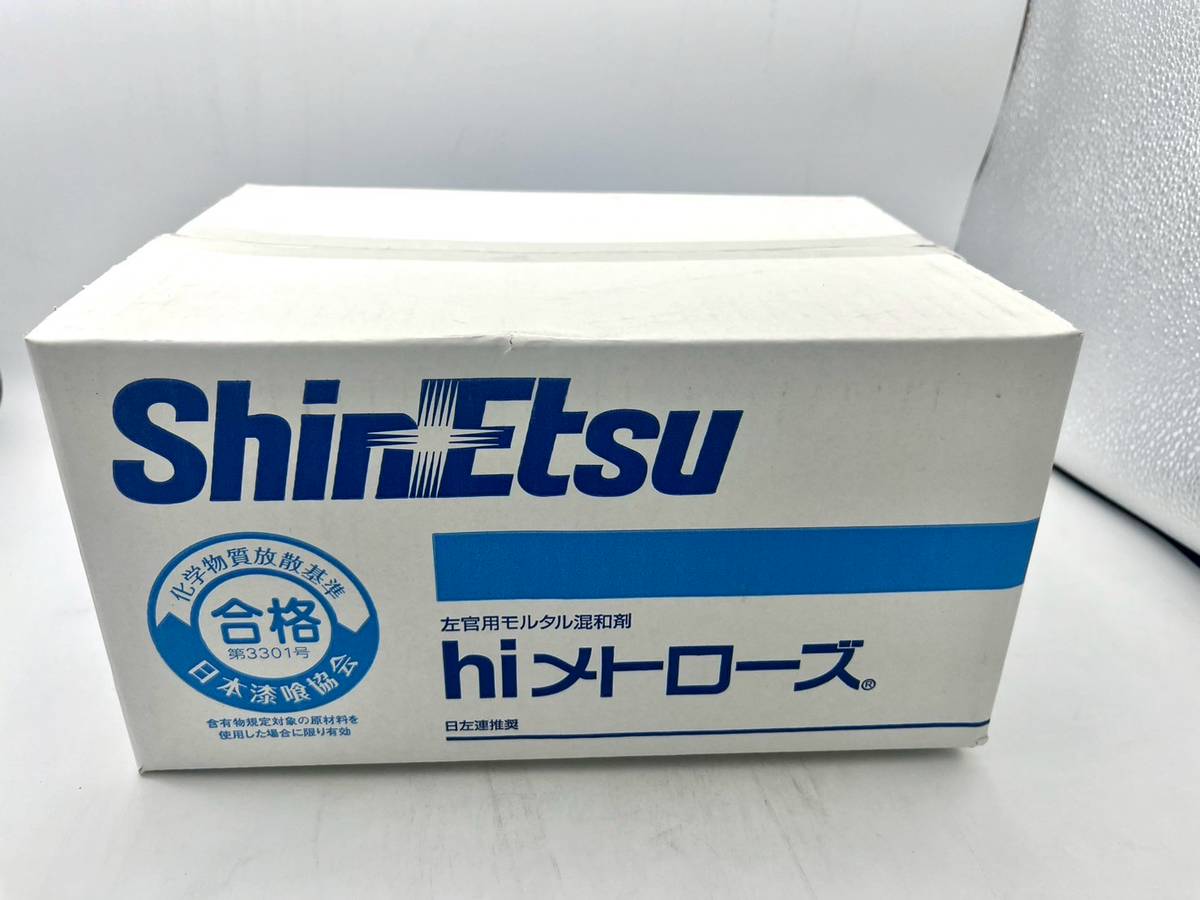 ShinEtsu
化学物質放散基準
合格
第3301号
日本漆喰協会
含有物規定対象の原材料を
使用した場合に限り有効
左官用モルタル混和剤
hiメトローズ®
日左連推奨